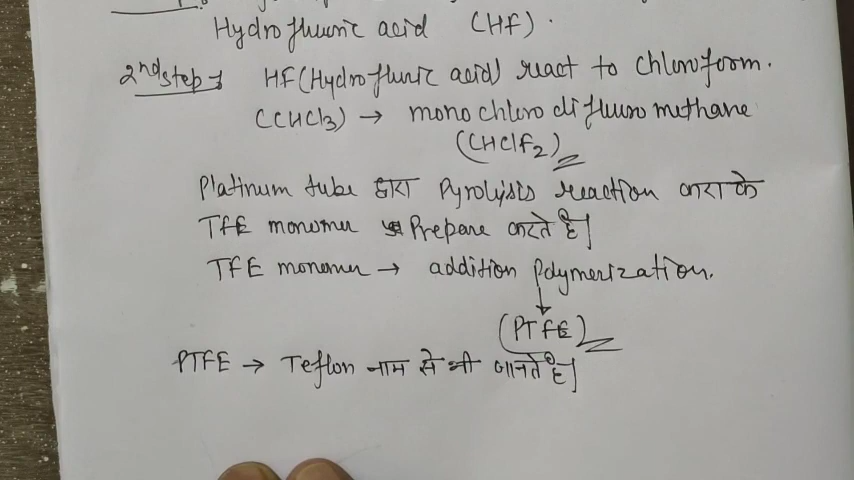 Hydrofluoric acid (HF).
2nd step → HF (Hydrofluric acid) react to chloroform.
(CHCl3) → mono chloro di fluoro methane
(CHClF2)
Platinum tube द्वारा Pyrolysis reaction करा के
TFE monomer Prepare करते है।
TFE monomer → addition polymerization.
↓
(PTFE)
PTFE → Teflon नाम से भी जानते है।